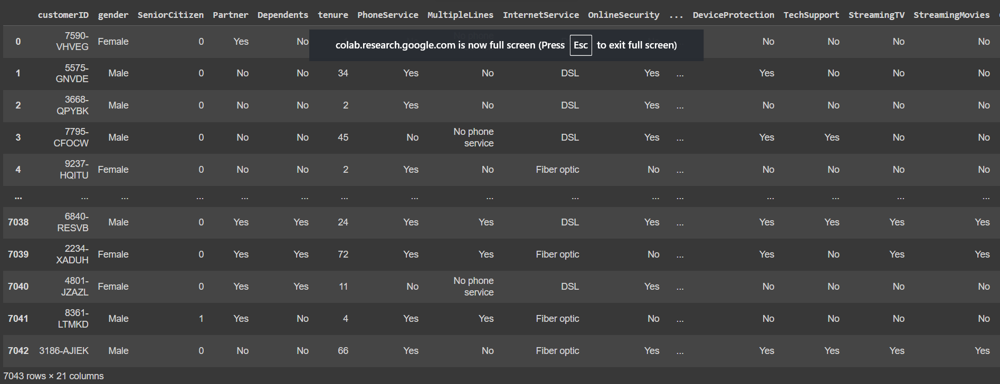 customerID gender SeniorCitizen Partner Dependents tenure PhoneService MultipleLines InternetService OnlineSecurity ... DeviceProtection TechSupport StreamingTV StreamingMovies
0 7590-VHVEG Female 0 Yes No No No No No
colab.research.google.com is now full screen (Press Esc to exit full screen)
1 5575-GNVDE Male 0 No No 34 Yes No DSL Yes ... Yes No No No
2 3668-QPYBK Male 0 No No 2 Yes No DSL Yes ... No No No No
3 7795-CFOCW Male 0 No No 45 No No phone service DSL Yes ... Yes Yes No No
4 9237-HQITU Female 0 No No 2 Yes No Fiber optic No ... No No No No
... ... ... ... ... ... ... ... ... ... ... ... ... ... ... ...
7038 6840-RESVB Male 0 Yes Yes 24 Yes Yes DSL Yes ... Yes Yes Yes Yes
7039 2234-XADUH Female 0 Yes Yes 72 Yes Yes Fiber optic No ... Yes No Yes Yes
7040 4801-JZAZL Female 0 Yes Yes 11 No No phone service DSL Yes ... No No No No
7041 8361-LTMKD Male 1 Yes No 4 Yes Yes Fiber optic No ... No No No No
7042 3186-AJIEK Male 0 No No 66 Yes No Fiber optic Yes ... Yes Yes Yes Yes
7043 rows × 21 columns